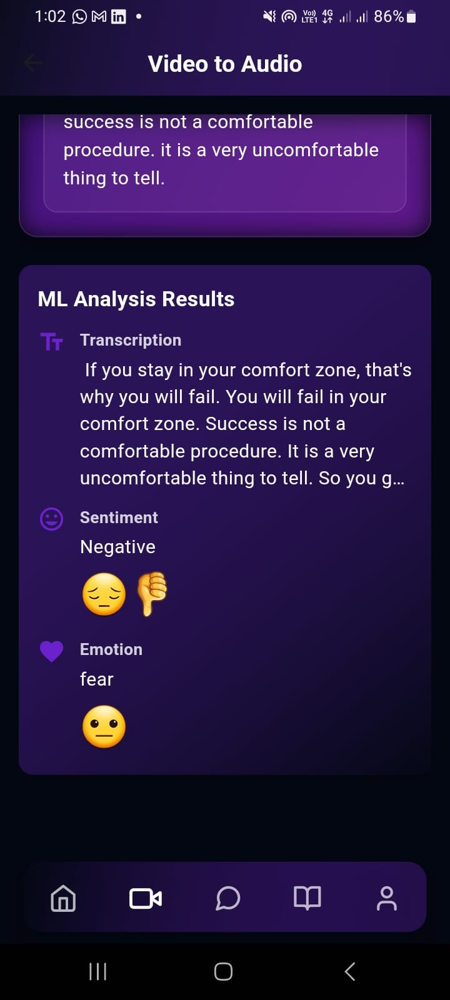 1:02
Vo)) 4G 86%
LTE1
Video to Audio
success is not a comfortable
procedure. it is a very uncomfortable
thing to tell.
ML Analysis Results
Transcription
If you stay in your comfort zone, that's
why you will fail. You will fail in your
comfort zone. Success is not a
comfortable procedure. It is a very
uncomfortable thing to tell. So you g...
Sentiment
Negative
Emotion
fear